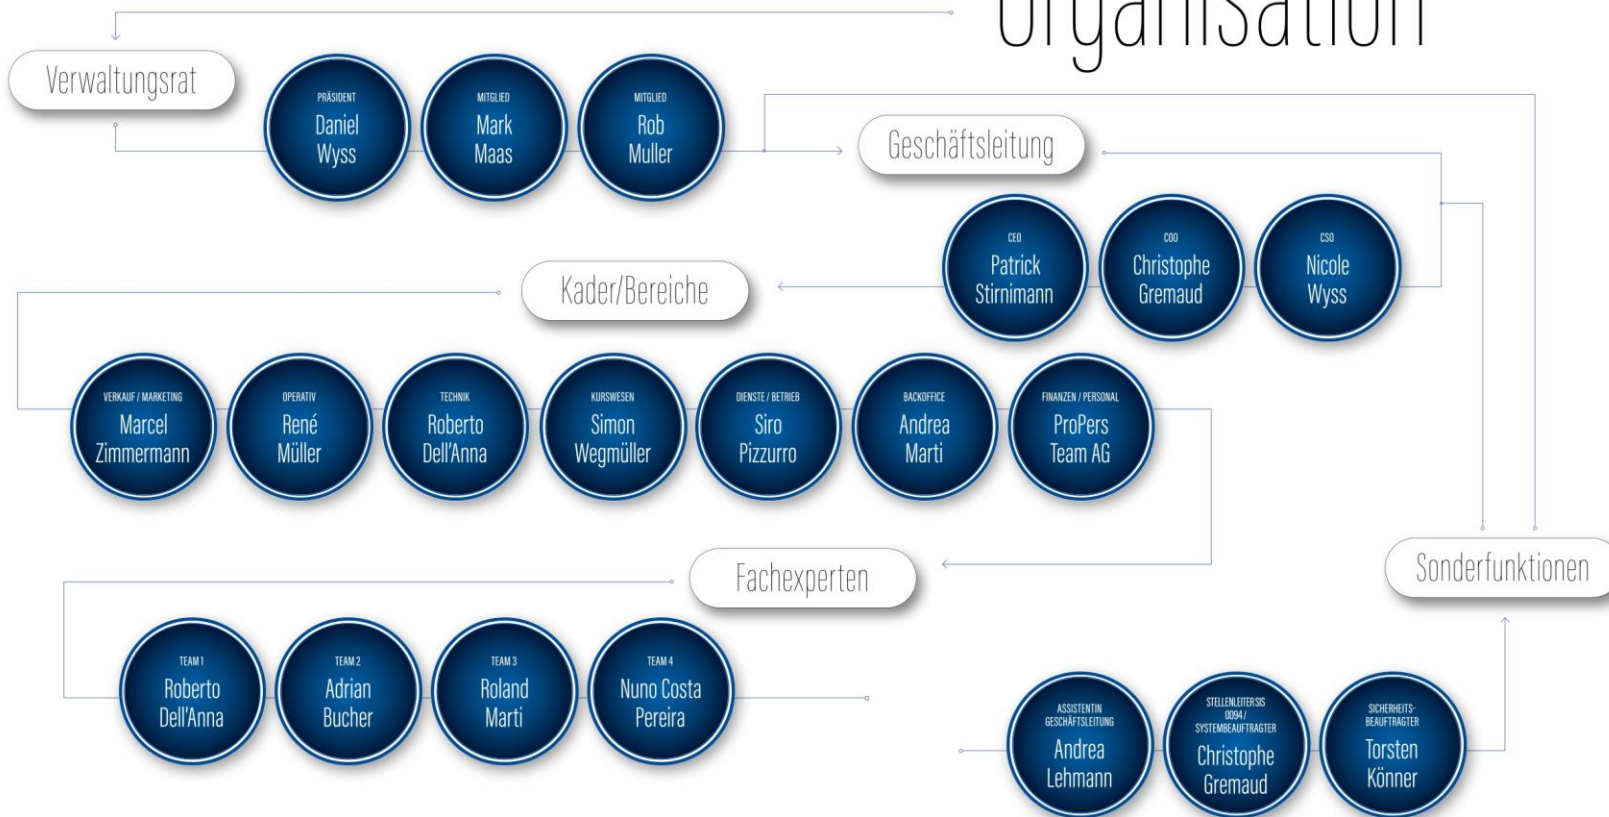 Organisation
Verwaltungsrat
PRÄSIDENT
Daniel
Wyss
MITGLIED
Mark
Maas
MITGLIED
Rob
Muller
Geschäftsleitung
CEO
Patrick
Stirnimann
COO
Christophe
Gremaud
CSO
Nicole
Wyss
Kader/Bereiche
VERKAUF / MARKETING
Marcel
Zimmermann
OPERATIV
René
Müller
TECHNIK
Roberto
Dell'Anna
KURSWESEN
Simon
Wegmüller
DIENSTE / BETRIEB
Siro
Pizzurro
BACKOFFICE
Andrea
Marti
FINANZEN / PERSONAL
ProPers
Team AG
Fachexperten
TEAM 1
Roberto
Dell'Anna
TEAM 2
Adrian
Bucher
TEAM 3
Roland
Marti
TEAM 4
Nuno Costa
Pereira
Sonderfunktionen
ASSISTENTIN
GESCHÄFTSLEITUNG
Andrea
Lehmann
STELLENLEITER SIS
0094 /
SYSTEMBEAUFTRAGTER
Christophe
Gremaud
SICHERHEITS-
BEAUFTRAGTER
Torsten
Könner